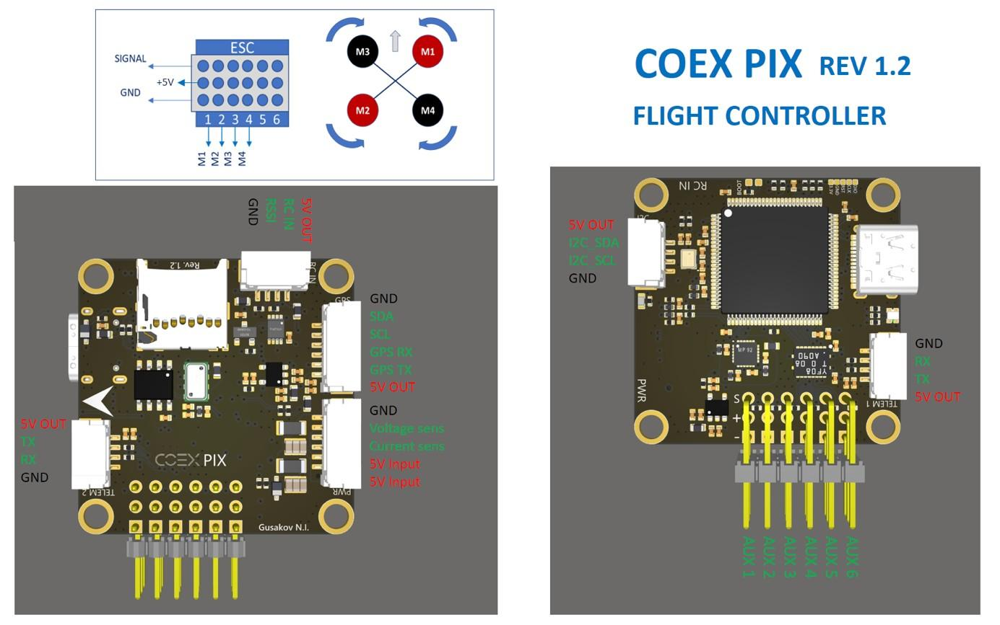 ESC
SIGNAL
+5V
GND
1 2 3 4 5 6
M1
M2
M3
M4
M3
M1
M2
M4
COEX PIX REV 1.2
FLIGHT CONTROLLER
GND
RSSI
RC IN
5V OUT
Rev. 1.2
RC IN
GPS
GND
SDA
SCL
GPS RX
GPS TX
5V OUT
GND
Voltage sens
Current sens
5V Input
5V Input
5V OUT
TX
RX
GND
COEX PIX
TELEM 2
PWR
Gusakov N.I.
RC IN
BOOT
I2C
5V OUT
I2C_SDA
I2C_SCL
GND
MP 92
PWR
GND
RX
TX
5V OUT
TELEM 1
S
+
-
AUX 1
AUX 2
AUX 3
AUX 4
AUX 5
AUX 6